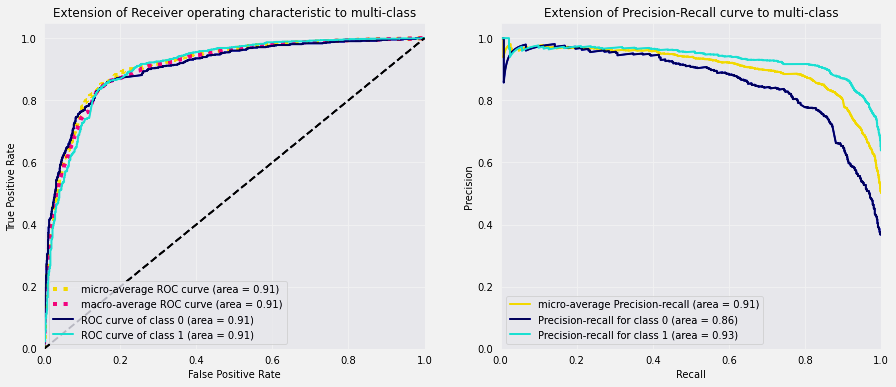 Extension of Receiver operating characteristic to multi-class
1.0
0.8
0.6
0.4
0.2
0.0
True Positive Rate
micro-average ROC curve (area = 0.91)
macro-average ROC curve (area = 0.91)
ROC curve of class 0 (area = 0.91)
ROC curve of class 1 (area = 0.91)
0.0 0.2 0.4 0.6 0.8 1.0
False Positive Rate
Extension of Precision-Recall curve to multi-class
1.0
0.8
0.6
0.4
0.2
0.0
Precision
micro-average Precision-recall (area = 0.91)
Precision-recall for class 0 (area = 0.86)
Precision-recall for class 1 (area = 0.93)
0.0 0.2 0.4 0.6 0.8 1.0
Recall